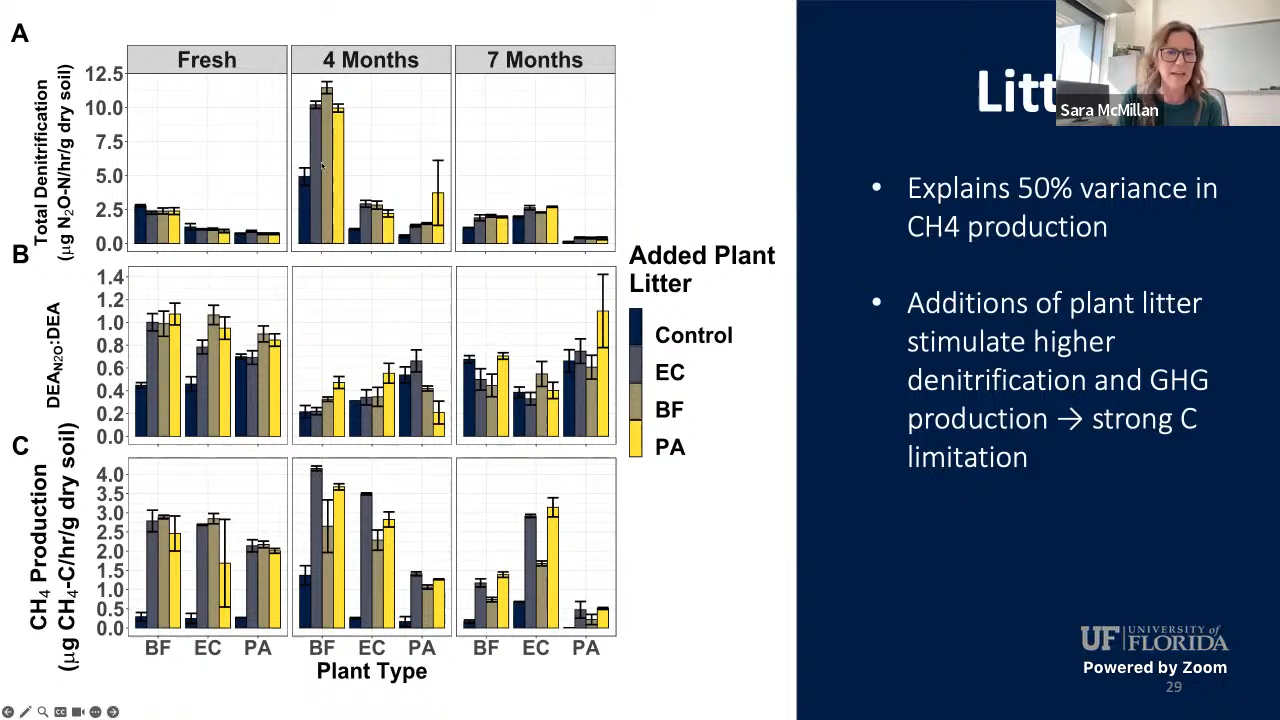 A
Fresh
4 Months
7 Months
Total Denitrification
(µg N2O-N/hr/g dry soil)
12.5
10.0
7.5
5.0
2.5
0.0
B
DEAN2O:DEA
1.4
1.2
1.0
0.8
0.6
0.4
0.2
0.0
C
CH4 Production
(µg CH4-C/hr/g dry soil)
4.0
3.5
3.0
2.5
2.0
1.5
1.0
0.5
0.0
BF EC PA
BF EC PA
BF EC PA
Plant Type
Added Plant
Litter
Control
EC
BF
PA
Litt
Sara McMillan
• Explains 50% variance in
CH4 production
• Additions of plant litter
stimulate higher
denitrification and GHG
production → strong C
limitation
UF UNIVERSITY of
FLORIDA
Powered by Zoom
29